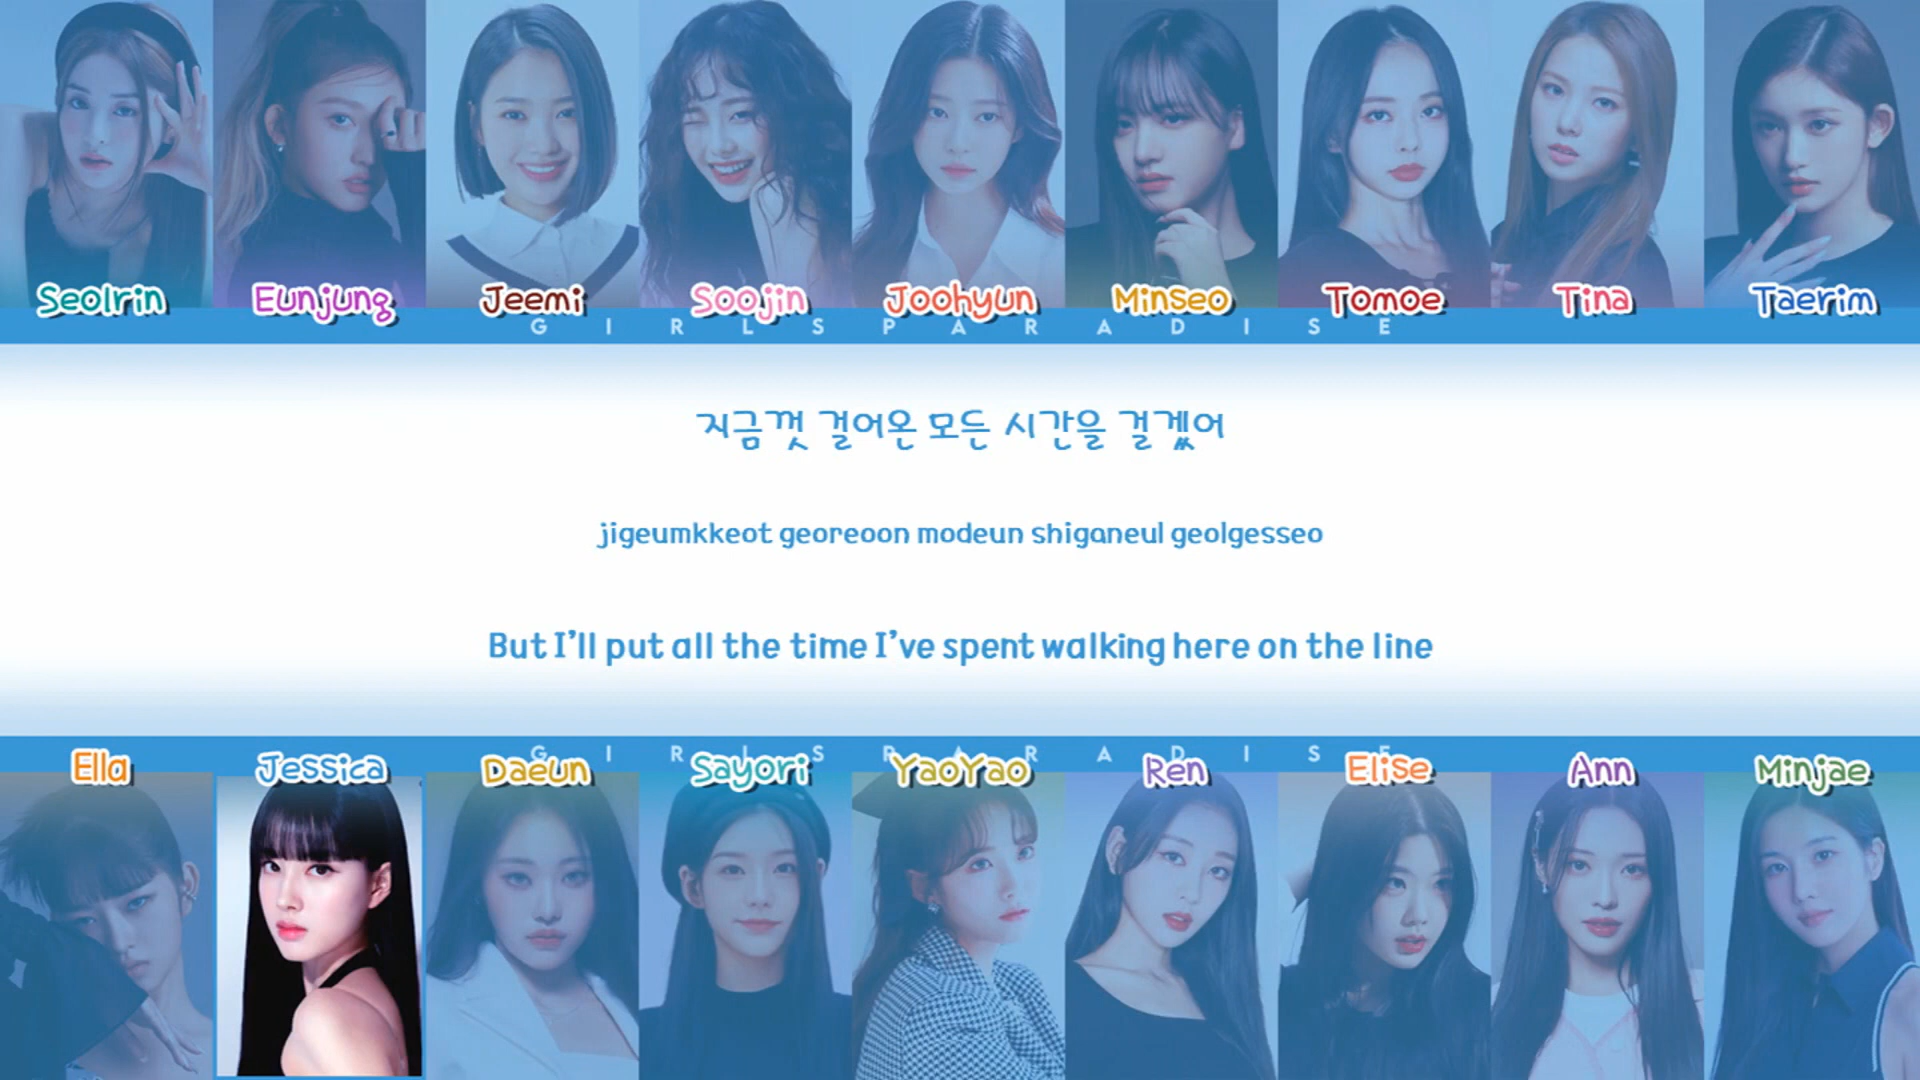 Seolrin Eunjung Jeemi Soojin Joohyun Minseo Tomoe Tina Taerim
GIRLSPARADISE
지금껏 걸어온 모든 시간을 걸겠어
jigeumkkeot georeoon modeun shiganeul geolgesseo
But I'll put all the time I've spent walking here on the line
GIRLSPARADISE
Ella Jessica Daeun Sayori YaoYao Ren Elise Ann Minjae